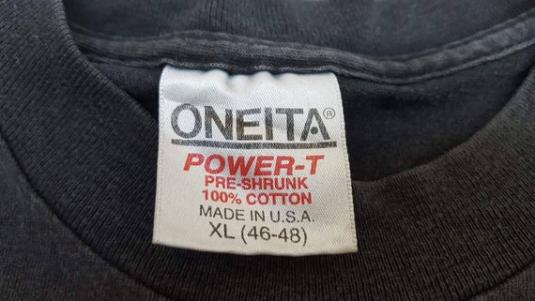 ONEITA®
POWER-T
PRE-SHRUNK
100% COTTON
MADE IN U.S.A.
XL (46-48)